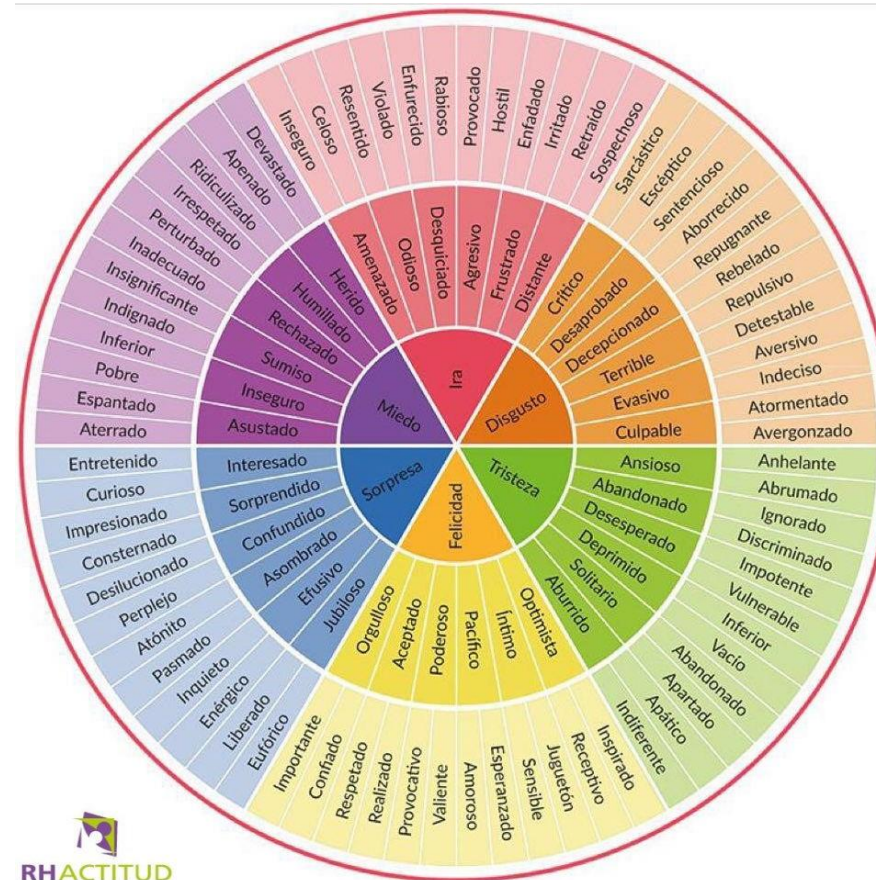 Ira
Amenazado
Odioso
Desquiciado
Agresivo
Frustrado
Distante
Inseguro
Celoso
Resentido
Violado
Enfurecido
Rabioso
Provocado
Hostil
Enfadado
Irritado
Retraído
Sospechoso
Disgusto
Crítico
Desaprobado
Decepcionado
Terrible
Evasivo
Culpable
Sarcástico
Escéptico
Sentencioso
Aborrecido
Repugnante
Rebelado
Repulsivo
Detestable
Aversivo
Indeciso
Atormentado
Avergonzado
Tristeza
Ansioso
Abandonado
Desesperado
Deprimido
Solitario
Aburrido
Anhelante
Abrumado
Ignorado
Discriminado
Impotente
Vulnerable
Inferior
Vacío
Abandonado
Apartado
Apático
Indiferente
Felicidad
Optimista
Íntimo
Pacífico
Poderoso
Aceptado
Orgulloso
Inspirado
Receptivo
Juguetón
Sensible
Esperanzado
Amoroso
Valiente
Provocativo
Realizado
Respetado
Confiado
Importante
Sorpresa
Jubiloso
Efusivo
Asombrado
Confundido
Sorprendido
Interesado
Eufórico
Liberado
Enérgico
Inquieto
Pasmado
Atónito
Perplejo
Desilucionado
Consternado
Impresionado
Curioso
Entretenido
Miedo
Asustado
Inseguro
Sumiso
Rechazado
Humillado
Herido
Aterrado
Espantado
Pobre
Inferior
Indignado
Insignificante
Inadecuado
Perturbado
Irrespetado
Ridiculizado
Apenado
Devastado
RHACTITUD